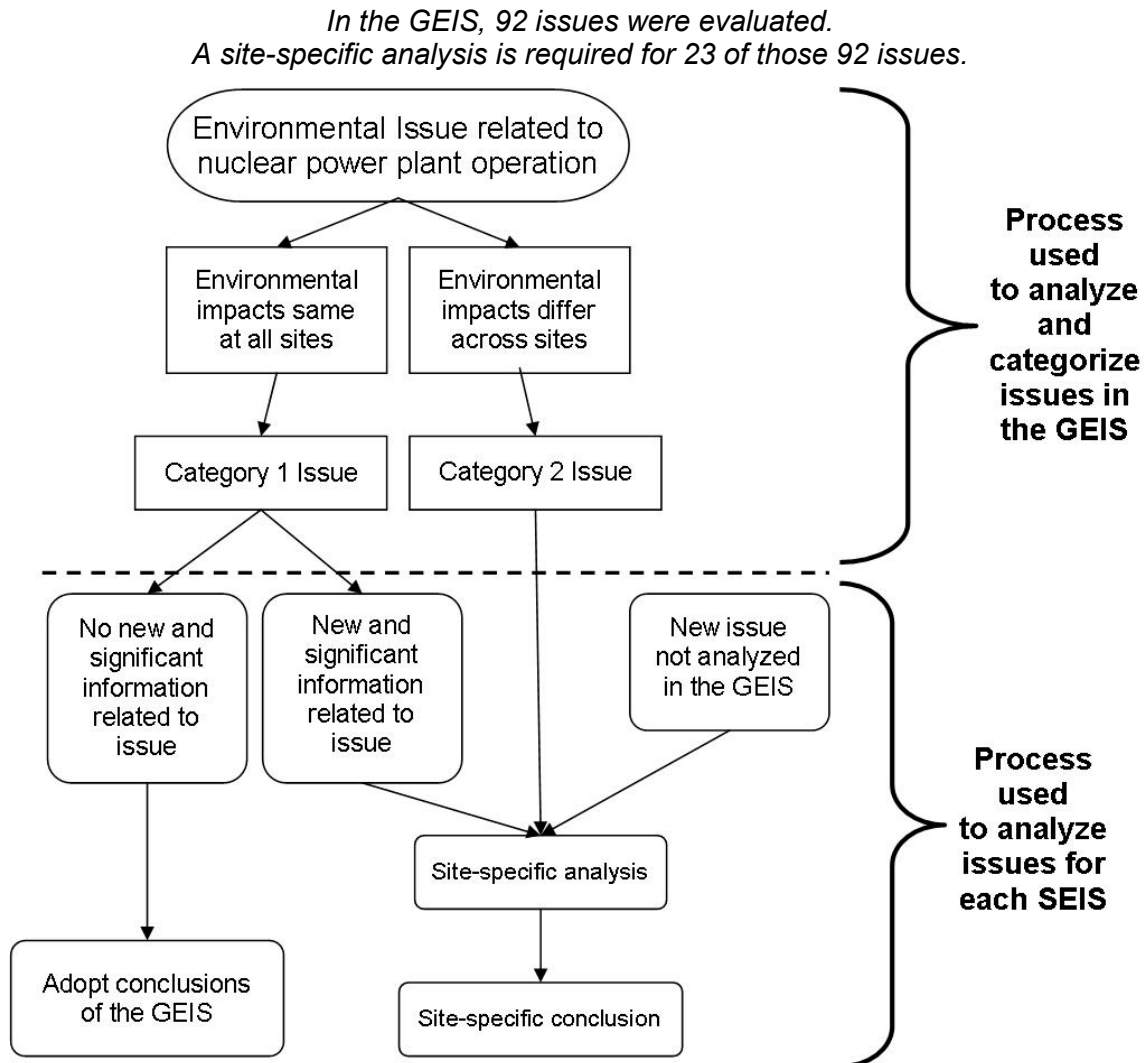 In the GEIS, 92 issues were evaluated.
A site-specific analysis is required for 23 of those 92 issues.
Environmental Issue related to
nuclear power plant operation
Environmental
impacts same
at all sites
Environmental
impacts differ
across sites
Category 1 Issue
Category 2 Issue
Process
used
to analyze
and
categorize
issues in
the GEIS
No new and
significant
information
related to
issue
New and
significant
information
related to
issue
New issue
not analyzed
in the GEIS
Site-specific analysis
Adopt conclusions
of the GEIS
Site-specific conclusion
Process
used
to analyze
issues for
each SEIS